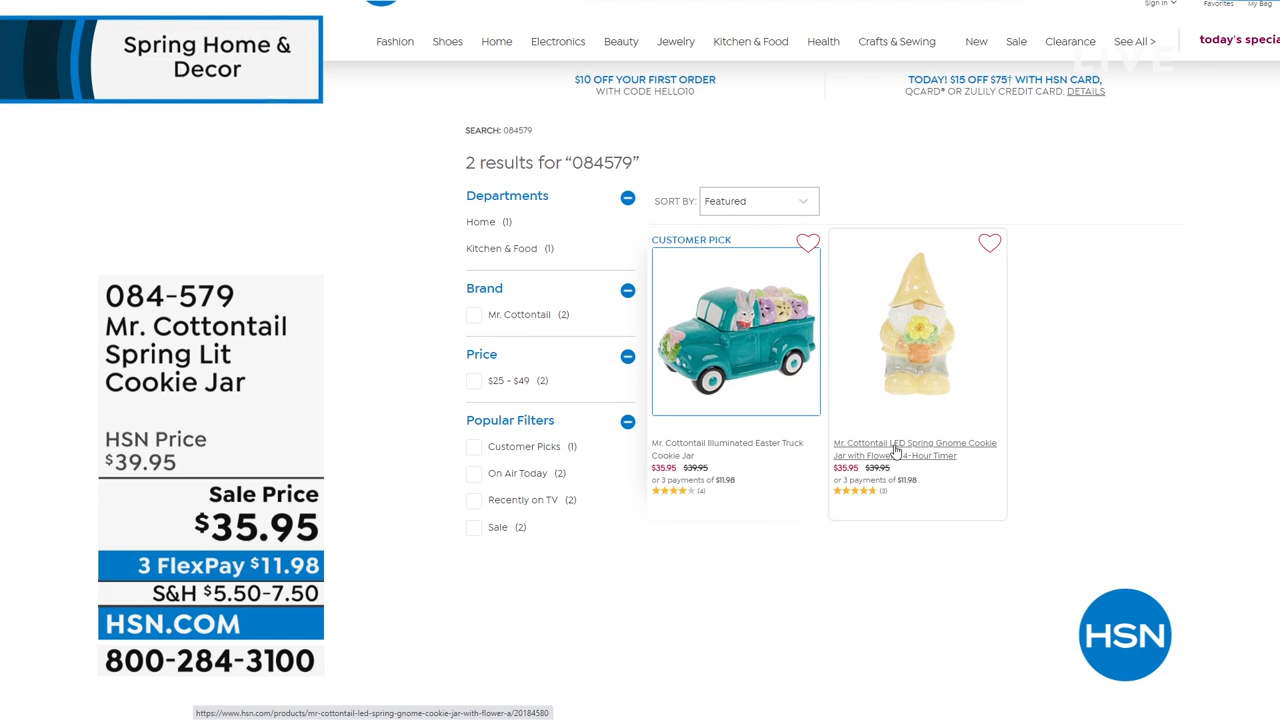 Spring Home &
Decor
Sign In
Favorites
My Bag
Fashion
Shoes
Home
Electronics
Beauty
Jewelry
Kitchen & Food
Health
Crafts & Sewing
New
Sale
Clearance
See All >
today's specia
LIVE
$10 OFF YOUR FIRST ORDER
WITH CODE HELLO10
TODAY! $15 OFF $75† WITH HSN CARD,
QCARD® OR ZULILY CREDIT CARD. DETAILS
SEARCH: 084579
2 results for “084579”
Departments
Home (1)
Kitchen & Food (1)
Brand
Mr. Cottontail (2)
Price
$25 - $49 (2)
Popular Filters
Customer Picks (1)
On Air Today (2)
Recently on TV (2)
Sale (2)
SORT BY: Featured
CUSTOMER PICK
Mr. Cottontail Illuminated Easter Truck
Cookie Jar
$35.95 $39.95
or 3 payments of $11.98
(4)
Mr. Cottontail LED Spring Gnome Cookie
Jar with Flower 4-Hour Timer
$35.95 $39.95
or 3 payments of $11.98
(3)
084-579
Mr. Cottontail
Spring Lit
Cookie Jar
HSN Price
$39.95
Sale Price
$35.95
3 FlexPay $11.98
S&H $5.50-7.50
HSN.COM
800-284-3100
HSN
https://www.hsn.com/products/mr-cottontail-led-spring-gnome-cookie-jar-with-flower-a/20184580